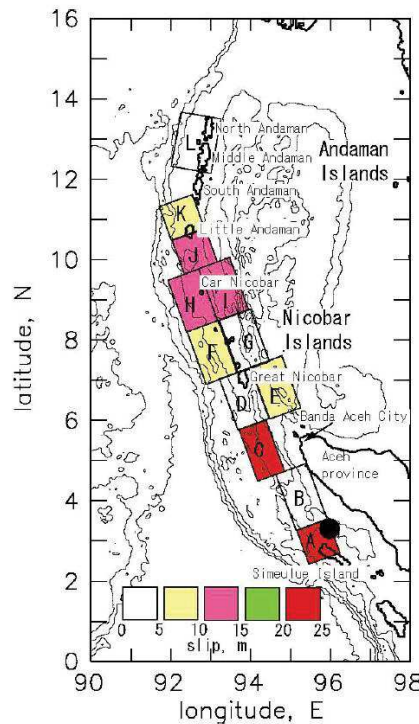 16
14
12
10
8
6
4
2
0
90 92 94 96 98
latitude, N
longitude, E
L
North Andaman
Middle Andaman
Andaman
Islands
South Andaman
K
Little Andaman
J
Car Nicobar
H I
Nicobar
Islands
G
F
Great Nicobar
D E
Banda Aceh City
C
Aceh
province
B
A
Simeulue Island
0 5 10 15 20 25
slip, m